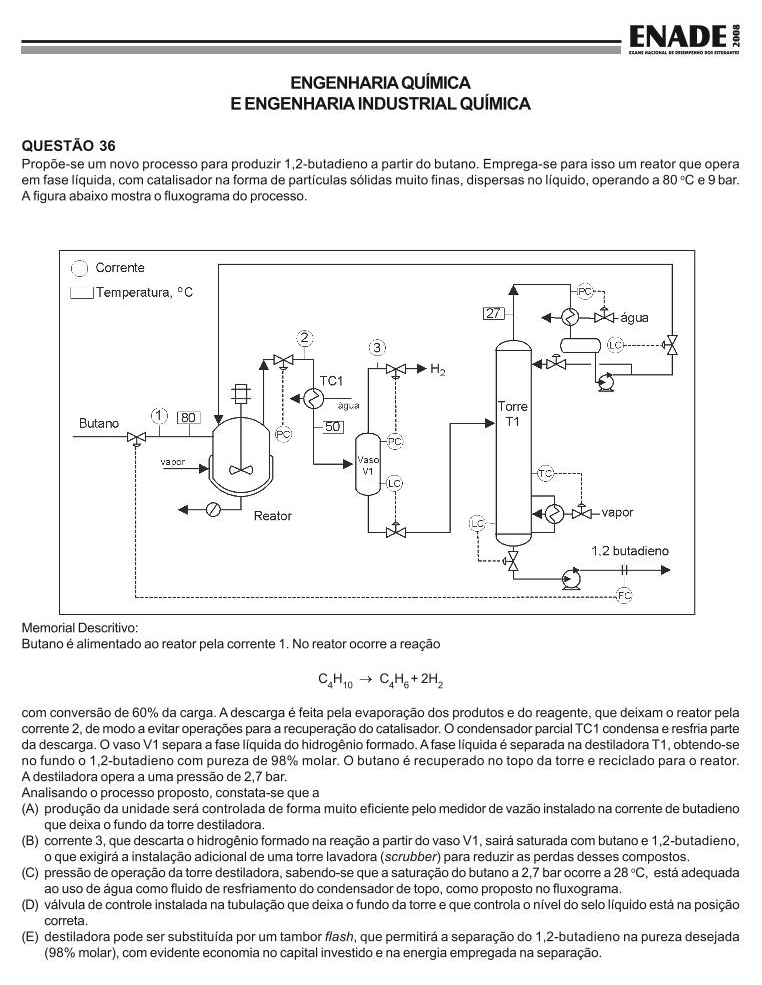 ENADE 2008
EXAME NACIONAL DE DESEMPENHO DOS ESTUDANTES
ENGENHARIA QUÍMICA
E ENGENHARIA INDUSTRIAL QUÍMICA
QUESTÃO 36
Propõe-se um novo processo para produzir 1,2-butadieno a partir do butano. Emprega-se para isso um reator que opera
em fase líquida, com catalisador na forma de partículas sólidas muito finas, dispersas no líquido, operando a 80 ºC e 9 bar.
A figura abaixo mostra o fluxograma do processo.
Corrente
Temperatura, ºC
Butano
1
80
vapor
Reator
PC
2
TC1
água
50
3
H2
Vaso
V1
PC
LC
27
PC
água
LC
Torre
T1
TC
vapor
LC
1,2 butadieno
FC
Memorial Descritivo:
Butano é alimentado ao reator pela corrente 1. No reator ocorre a reação
C4H10 → C4H6 + 2H2
com conversão de 60% da carga. A descarga é feita pela evaporação dos produtos e do reagente, que deixam o reator pela
corrente 2, de modo a evitar operações para a recuperação do catalisador. O condensador parcial TC1 condensa e resfria parte
da descarga. O vaso V1 separa a fase líquida do hidrogênio formado. A fase líquida é separada na destiladora T1, obtendo-se
no fundo o 1,2-butadieno com pureza de 98% molar. O butano é recuperado no topo da torre e reciclado para o reator.
A destiladora opera a uma pressão de 2,7 bar.
Analisando o processo proposto, constata-se que a
(A) produção da unidade será controlada de forma muito eficiente pelo medidor de vazão instalado na corrente de butadieno
que deixa o fundo da torre destiladora.
(B) corrente 3, que descarta o hidrogênio formado na reação a partir do vaso V1, sairá saturada com butano e 1,2-butadieno,
o que exigirá a instalação adicional de uma torre lavadora (scrubber) para reduzir as perdas desses compostos.
(C) pressão de operação da torre destiladora, sabendo-se que a saturação do butano a 2,7 bar ocorre a 28 ºC, está adequada
ao uso de água como fluido de resfriamento do condensador de topo, como proposto no fluxograma.
(D) válvula de controle instalada na tubulação que deixa o fundo da torre e que controla o nível do selo líquido está na posição
correta.
(E) destiladora pode ser substituída por um tambor flash, que permitirá a separação do 1,2-butadieno na pureza desejada
(98% molar), com evidente economia no capital investido e na energia empregada na separação.